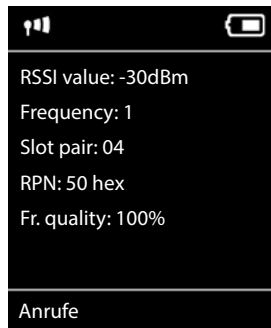 RSSI value: -30dBm
Frequency: 1
Slot pair: 04
RPN: 50 hex
Fr. quality: 100%
Anrufe